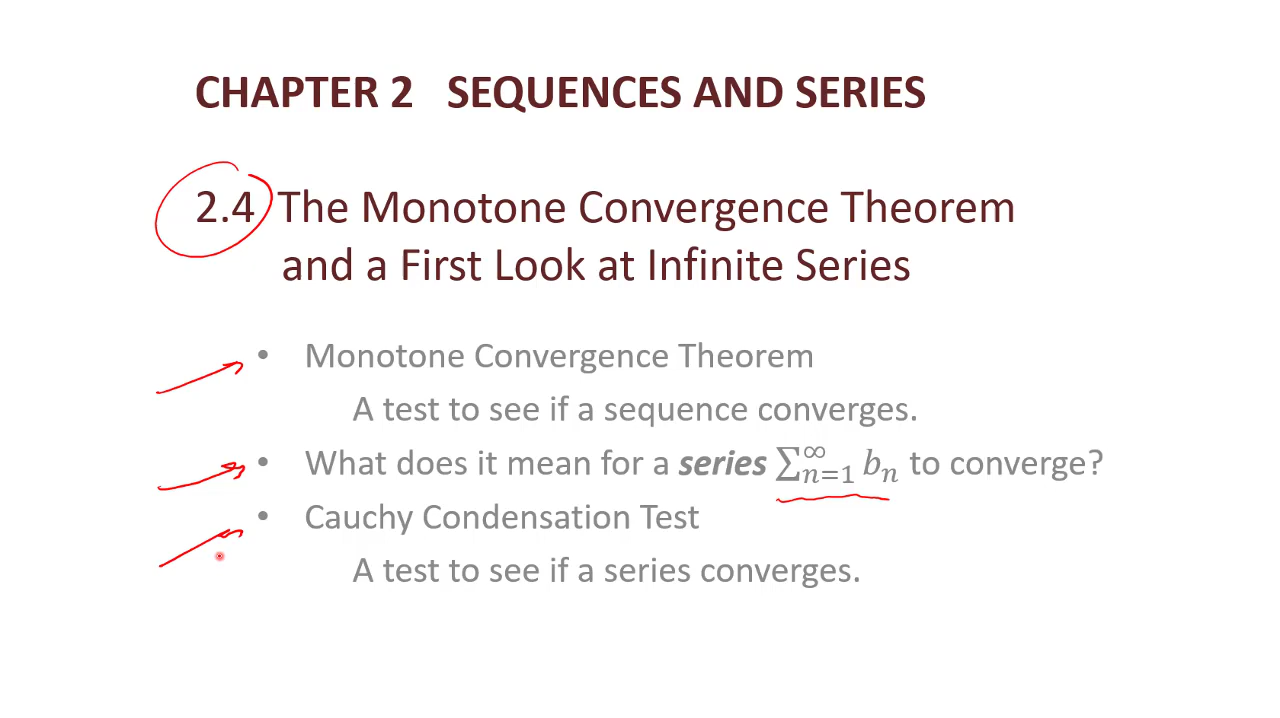 CHAPTER 2 SEQUENCES AND SERIES
2.4 The Monotone Convergence Theorem
and a First Look at Infinite Series
• Monotone Convergence Theorem
A test to see if a sequence converges.
• What does it mean for a series ∑_{n=1}^{∞} b_n to converge?
• Cauchy Condensation Test
A test to see if a series converges.